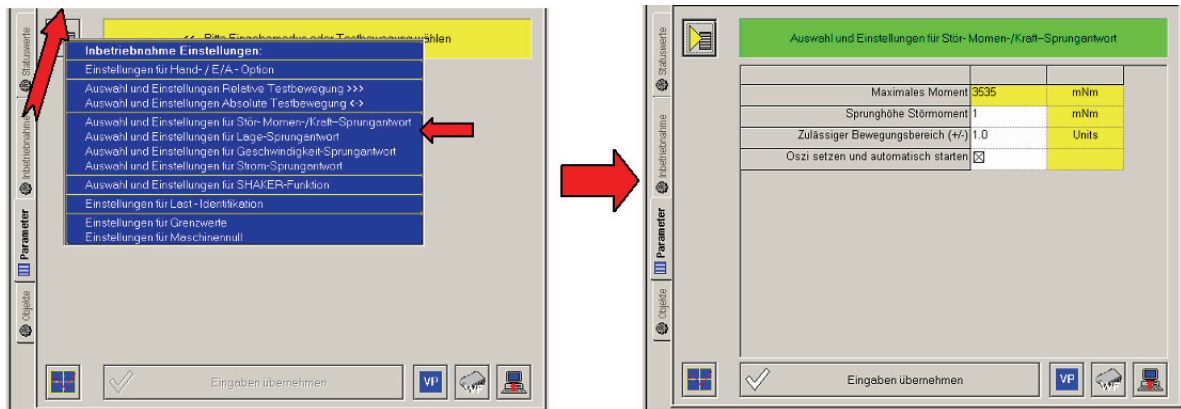 << Bitte Eingabemodus oder Testbewegung wählen
Inbetriebnahme Einstellungen:
Einstellungen für Hand- / E/A - Option
Auswahl und Einstellungen Relative Testbewegung >>>
Auswahl und Einstellungen Absolute Testbewegung <->
Auswahl und Einstellungen für Stör- Momen-/Kraft–Sprungantwort
Auswahl und Einstellungen für Lage-Sprungantwort
Auswahl und Einstellungen für Geschwindigkeit-Sprungantwort
Auswahl und Einstellungen für Strom-Sprungantwort
Auswahl und Einstellungen für SHAKER-Funktion
Einstellungen für Last - Identifikation
Einstellungen für Grenzwerte
Einstellungen für Maschinennull
Statuswerte
Inbetriebnahme
Parameter
Objekte
Eingaben übernehmen
VP
WF
Auswahl und Einstellungen für Stör- Momen-/Kraft–Sprungantwort
Maximales Moment 3535 mNm
Sprunghöhe Störmoment 1 mNm
Zulässiger Bewegungsbereich (+/-) 1.0 Units
Oszi setzen und automatisch starten
Statuswerte
Inbetriebnahme
Parameter
Objekte
Eingaben übernehmen
VP
WF